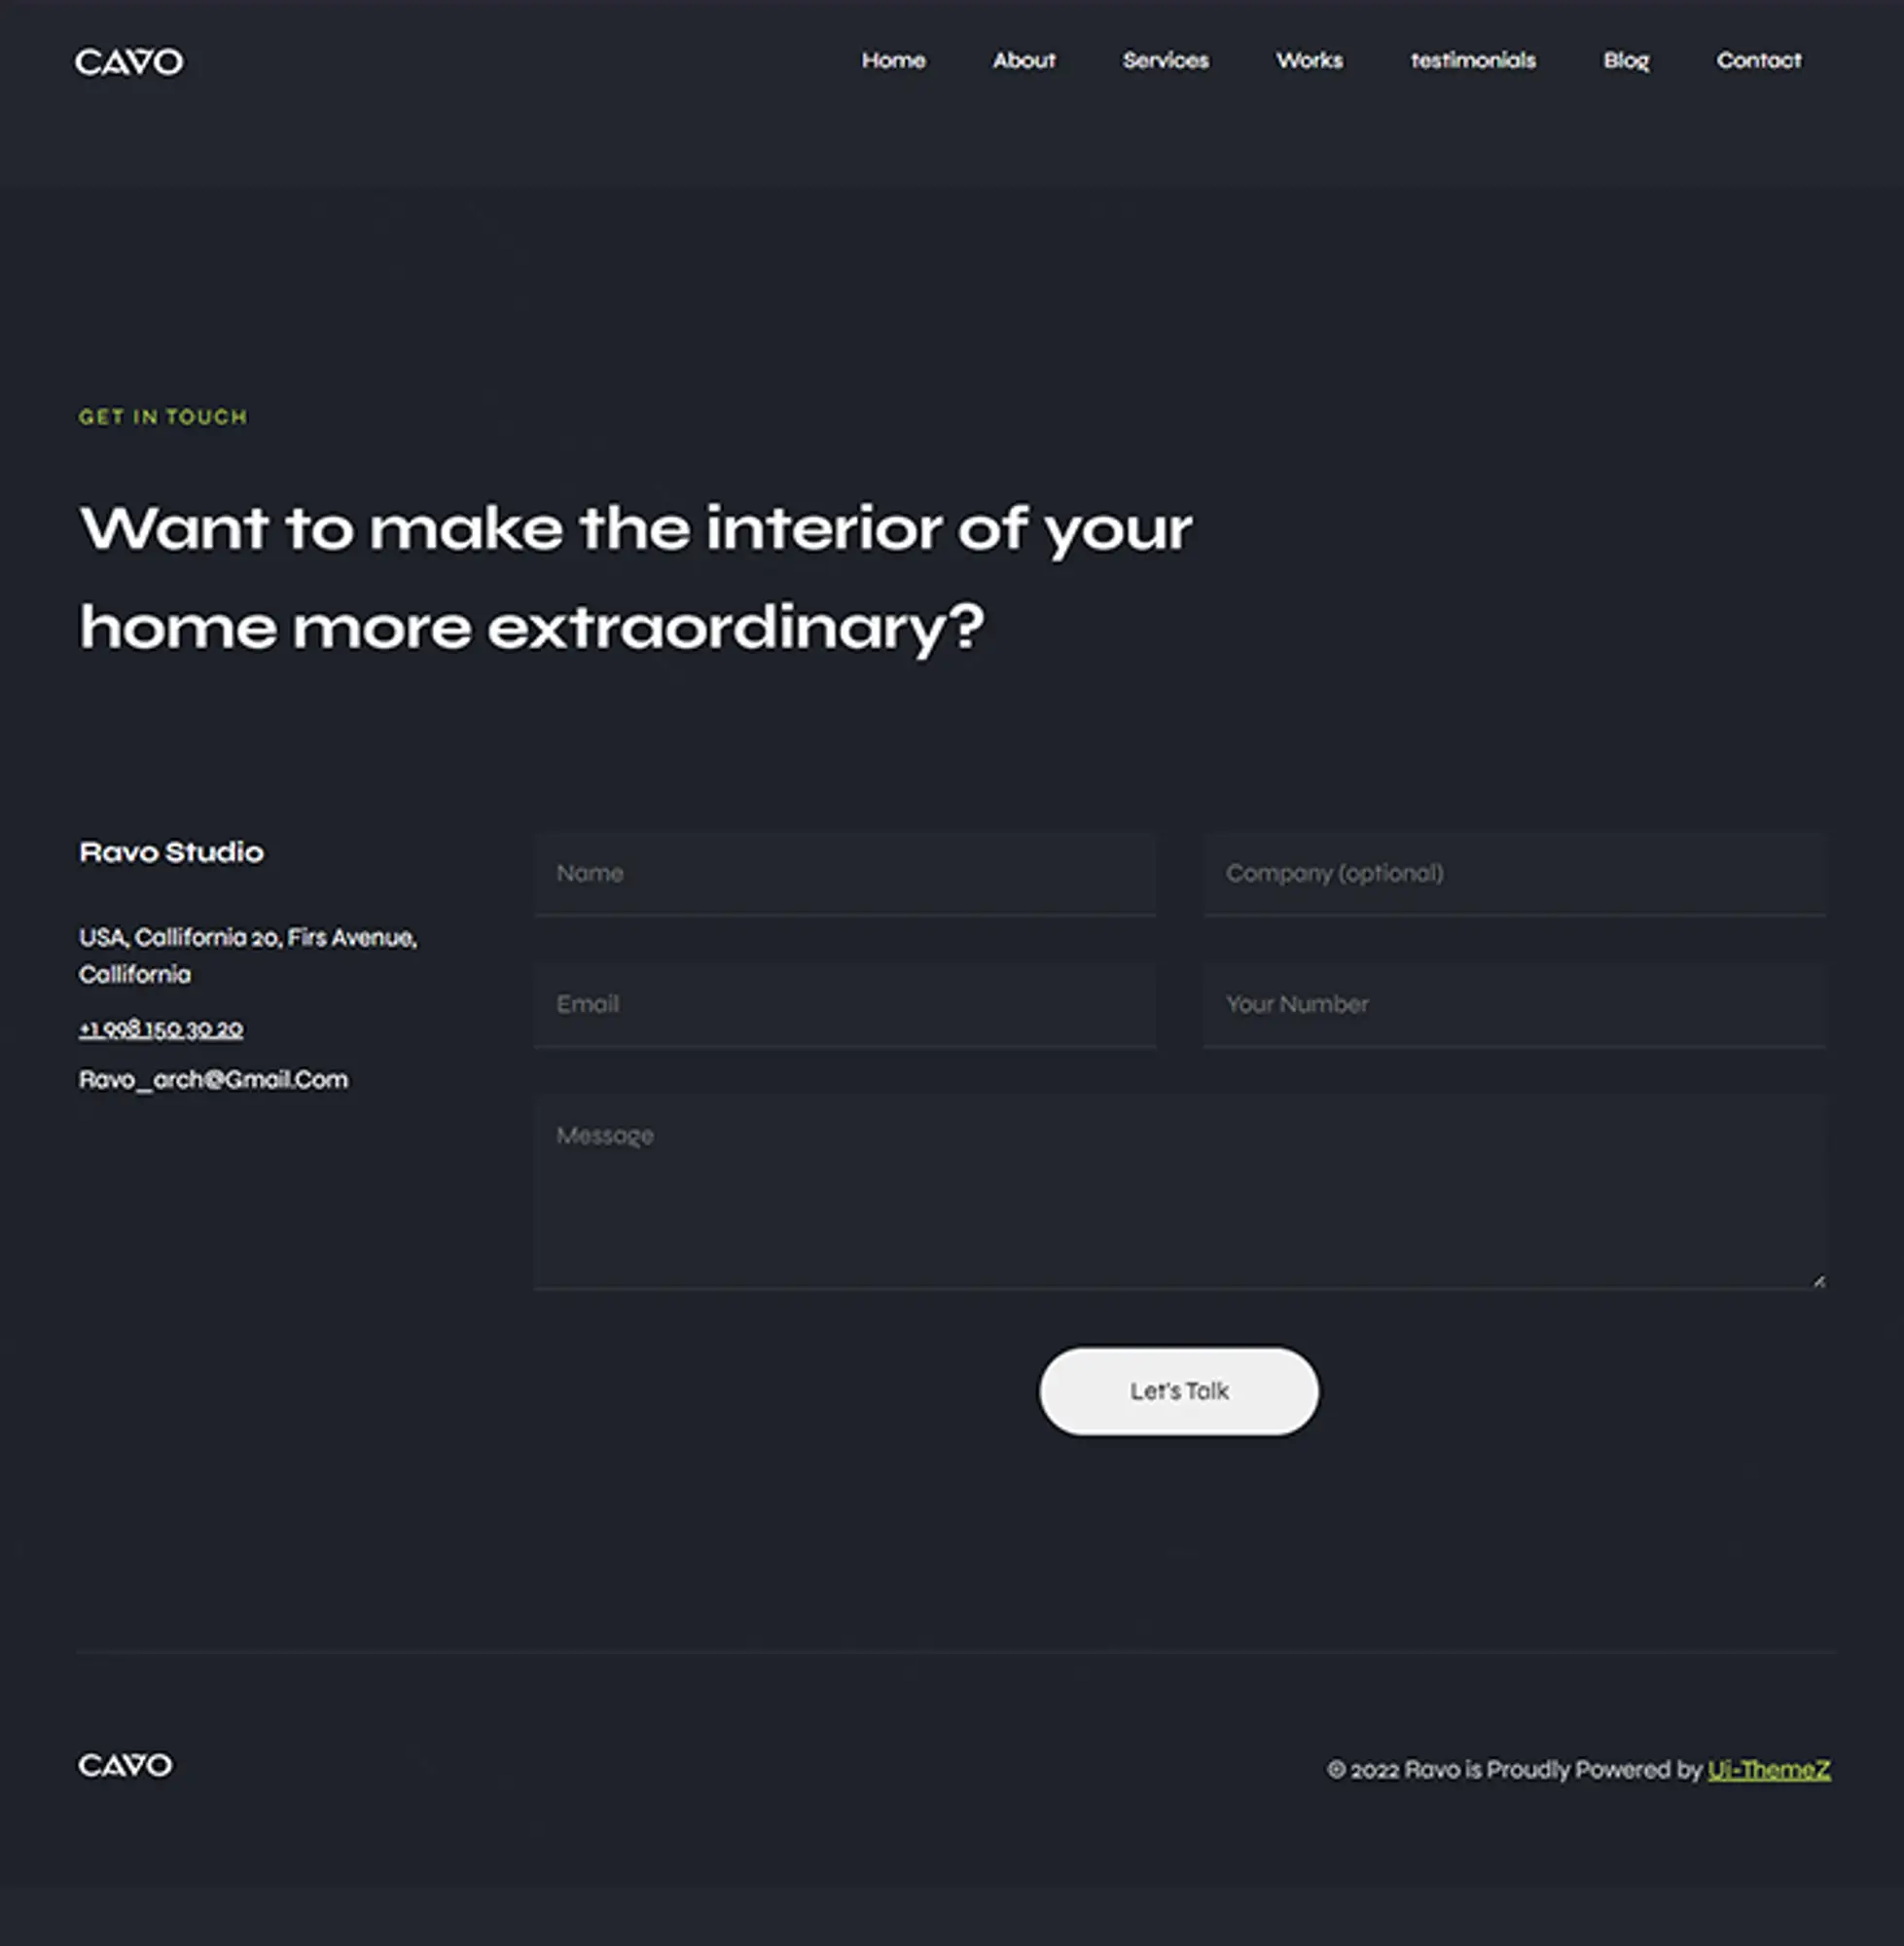 CAVO
Home About Services Works testimonials Blog Contact
GET IN TOUCH
Want to make the interior of your
home more extraordinary?
Ravo Studio
USA, Callifornia 20, Firs Avenue,
Callifornia
+1 998 150 30 20
Ravo_arch@Gmail.Com
Name
Company (optional)
Email
Your Number
Message
Let's Talk
CAVO
© 2022 Ravo is Proudly Powered by Ui-ThemeZ